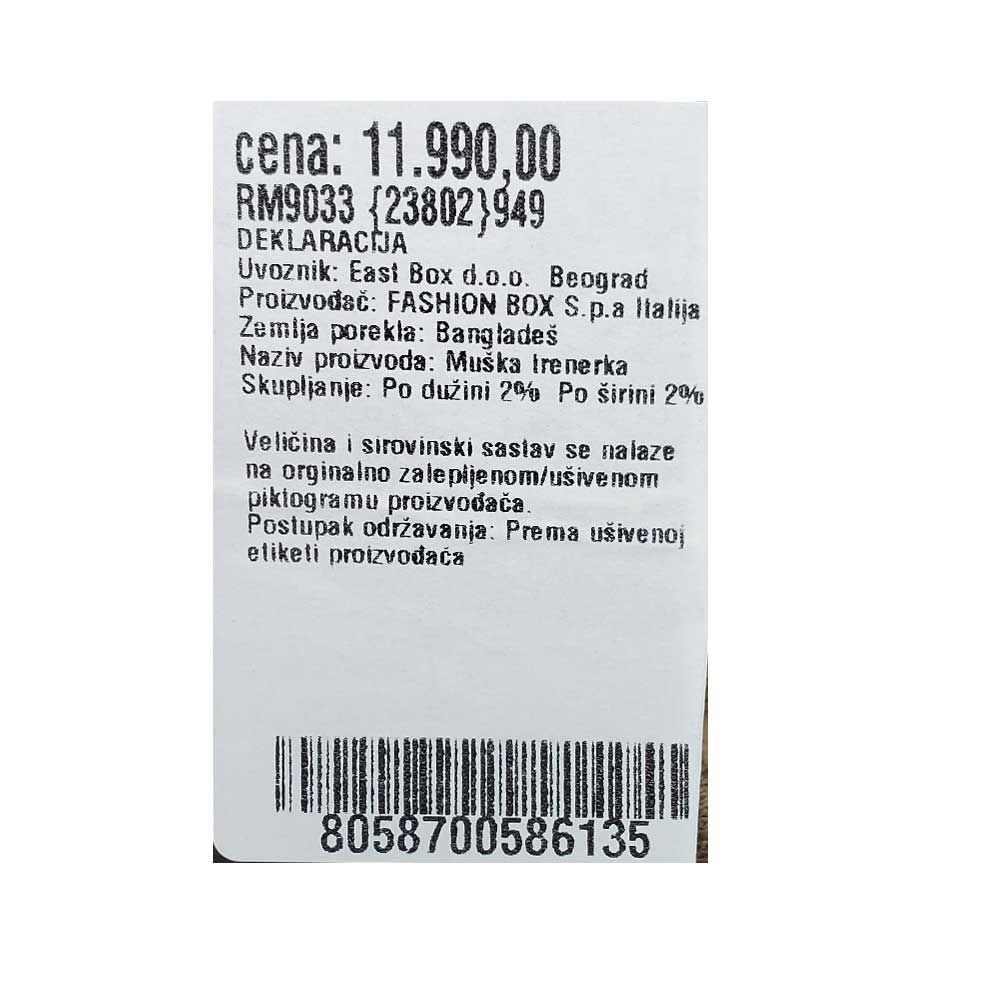 cena: 11.990,00
RM9033 {23802}949
DEKLARACIJA
Uvoznik: East Box d.o.o. Beograd
Proizvođač: FASHION BOX S.p.a Italija
Zemlja porekla: Bangladeš
Naziv proizvoda: Muška trenerka
Skupljanje: Po dužini 2% Po širini 2%
Veličina i sirovinski sastav se nalaze
na orginalno zalepljenom/ušivenom
piktogramu proizvođača.
Postupak održavanja: Prema ušivenoj
etiketi proizvođača
8058700586135